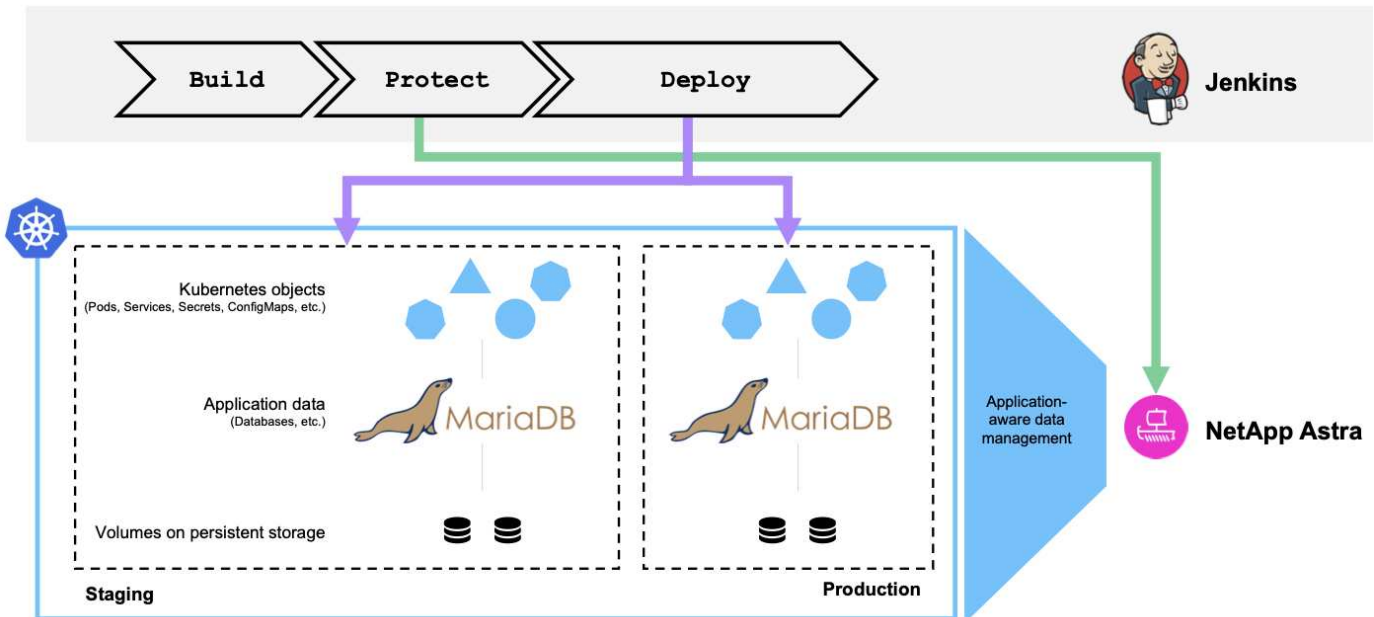 Build
Protect
Deploy
Jenkins
Kubernetes objects
(Pods, Services, Secrets, ConfigMaps, etc.)
Application data
(Databases, etc.)
MariaDB
MariaDB
Application-
aware data
management
NetApp Astra
Volumes on persistent storage
Staging
Production